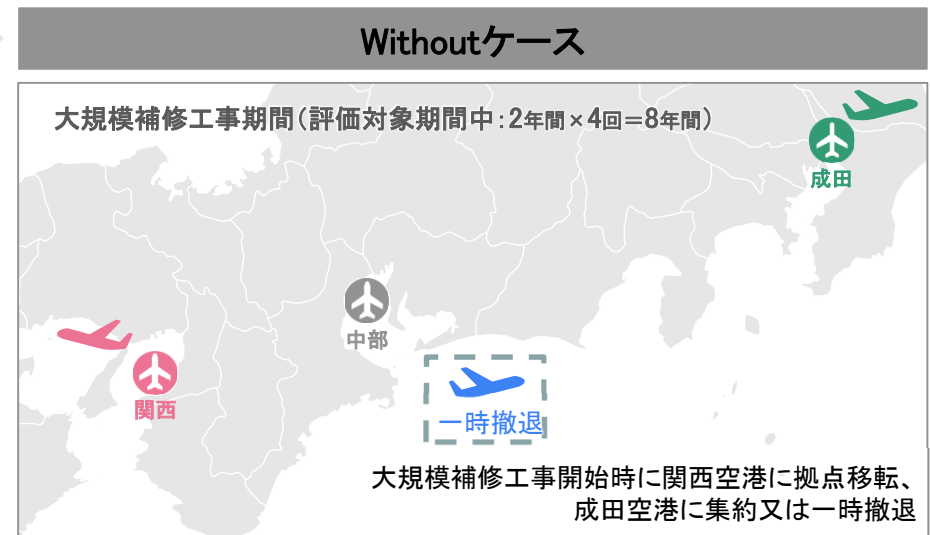 Withoutケース
大規模補修工事期間（評価対象期間中：2年間×4回＝8年間）
成田
中部
関西
一時撤退
大規模補修工事開始時に関西空港に拠点移転、
成田空港に集約又は一時撤退